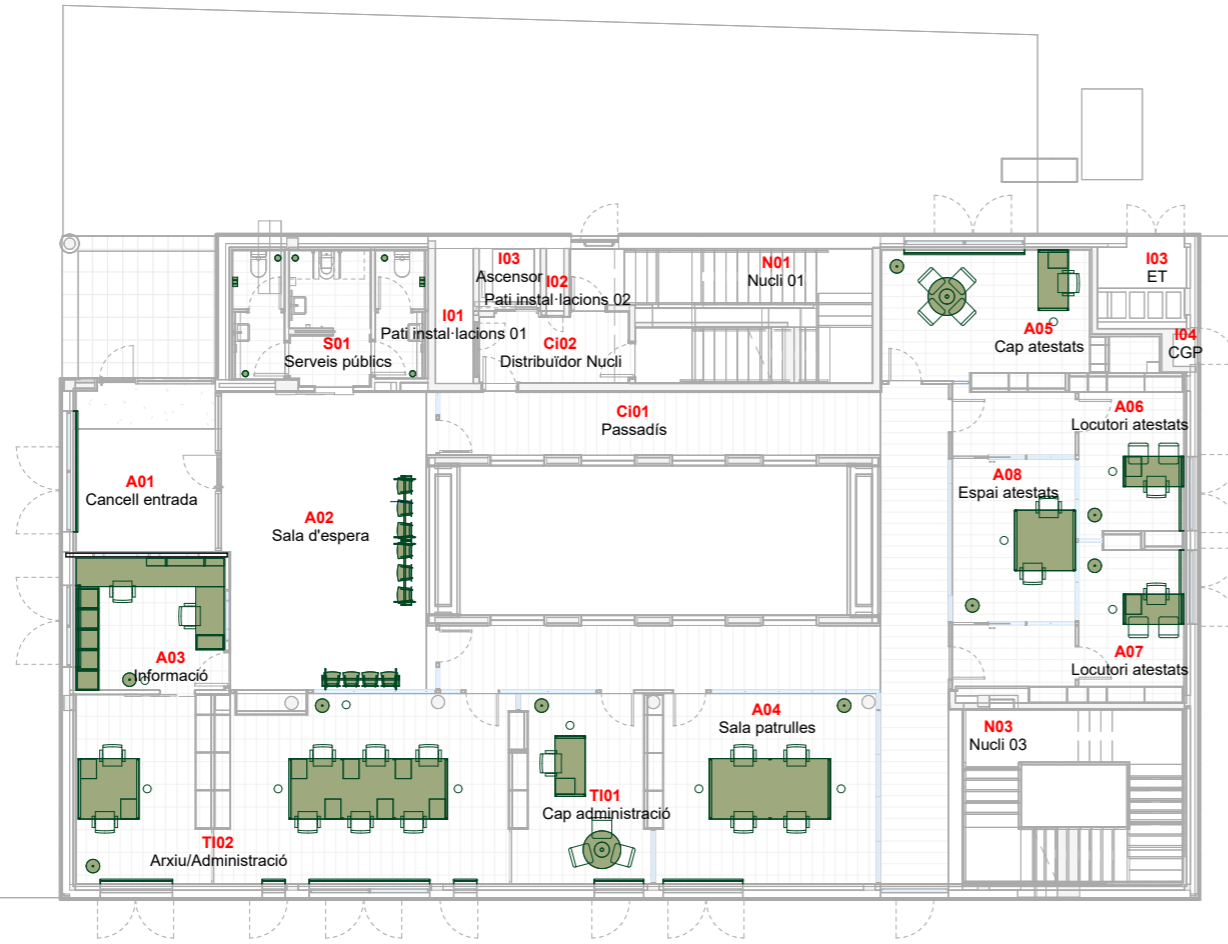 I03
Ascensor
I02
Pati instal·lacions 02
N01
Nucli 01
I03
ET
I01
Pati instal·lacions 01
S01
Serveis públics
Ci02
Distribuïdor Nucli
A05
Cap atestats
I04
CGP
Ci01
Passadís
A06
Locutori atestats
A01
Cancell entrada
A02
Sala d'espera
A08
Espai atestats
A03
Informació
A07
Locutori atestats
A04
Sala patrulles
N03
Nucli 03
TI01
Cap administració
TI02
Arxiu/Administració